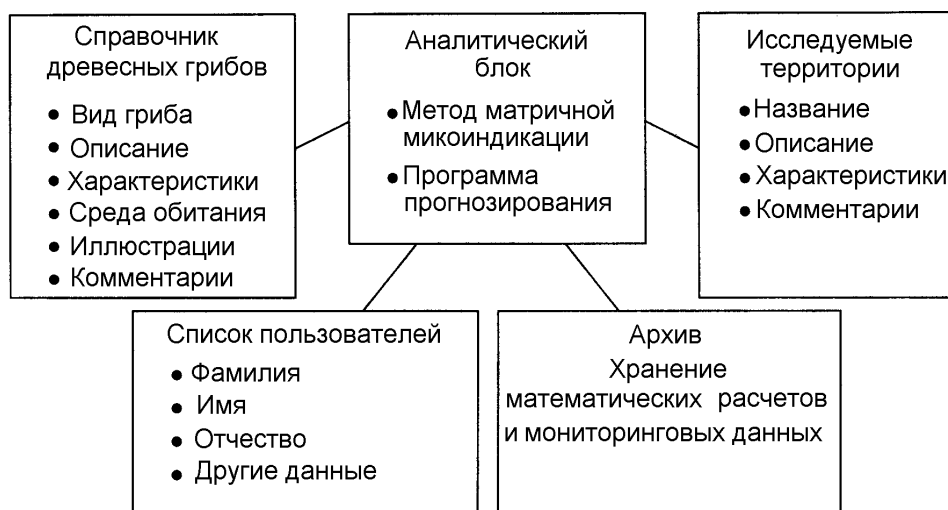 Справочник
древесных грибов
● Вид гриба
● Описание
● Характеристики
● Среда обитания
● Иллюстрации
● Комментарии
Аналитический
блок
● Метод матричной
микоиндикации
● Программа
прогнозирования
Исследуемые
территории
● Название
● Описание
● Характеристики
● Комментарии
Список пользователей
● Фамилия
● Имя
● Отчество
● Другие данные
Архив
Хранение
математических расчетов
и мониторинговых данных